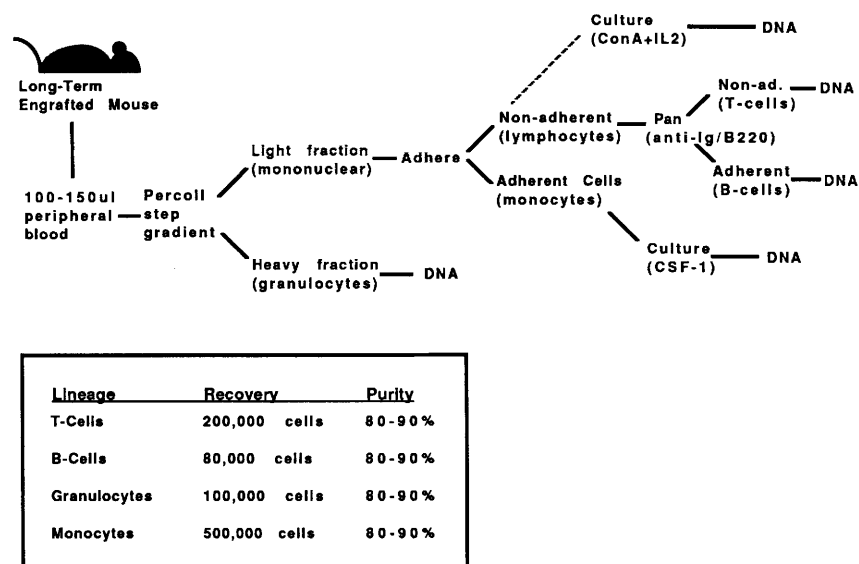 Long-Term
Engrafted Mouse
100-150ul
peripheral
blood
Percoll
step
gradient
Light fraction
(mononuclear)
Heavy fraction
(granulocytes)
DNA
Adhere
Non-adherent
(lymphocytes)
Adherent Cells
(monocytes)
Culture
(ConA+IL2)
DNA
Pan
(anti-Ig/B220)
Non-ad.
(T-cells)
DNA
Adherent
(B-cells)
DNA
Culture
(CSF-1)
DNA
Lineage Recovery Purity
T-Cells 200,000 cells 80-90%
B-Cells 80,000 cells 80-90%
Granulocytes 100,000 cells 80-90%
Monocytes 500,000 cells 80-90%